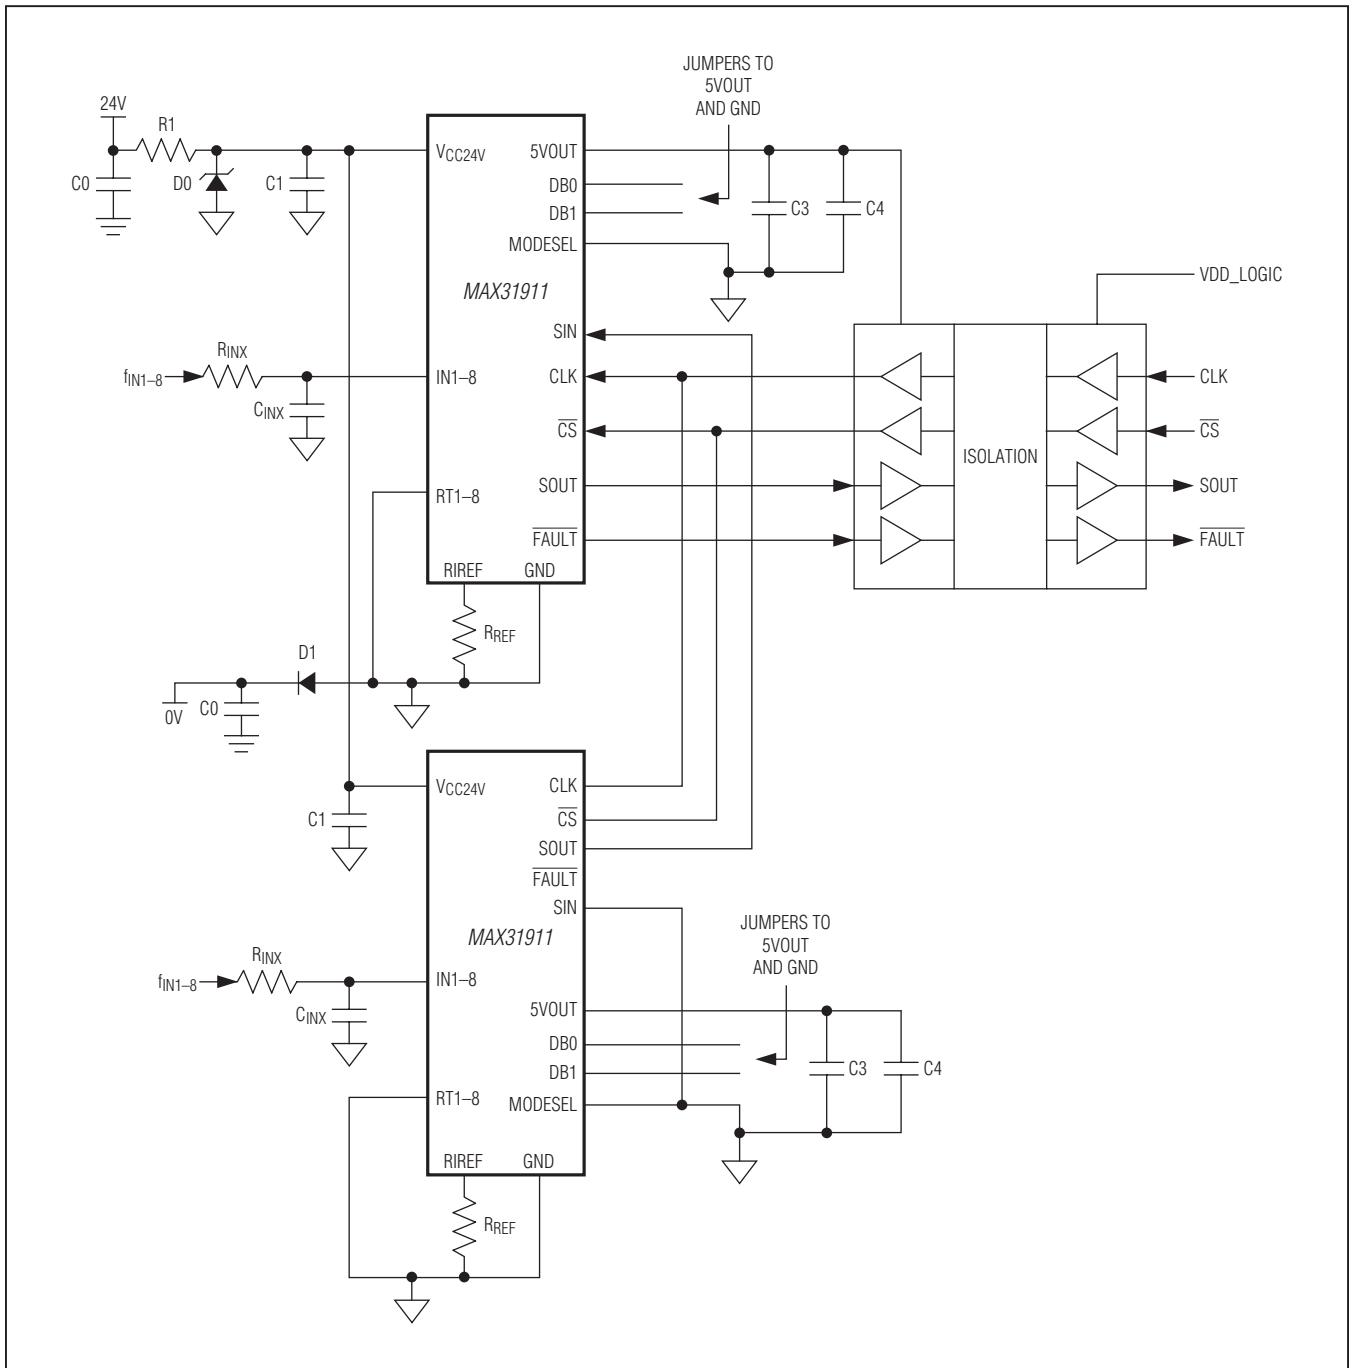 JUMPERS TO
5VOUT
AND GND
24V
R1
C0
D0
C1
VCC24V
5VOUT
DB0
DB1
MODESEL
C3
C4
MAX31911
VDD_LOGIC
SIN
RINX
fIN1–8
IN1–8
CINX
CLK
CS
SOUT
FAULT
ISOLATION
CLK
CS
SOUT
FAULT
RT1–8
RIREF
GND
RREF
D1
0V
C0
VCC24V
C1
CLK
CS
SOUT
FAULT
SIN
MAX31911
JUMPERS TO
5VOUT
AND GND
RINX
fIN1–8
IN1–8
CINX
5VOUT
DB0
DB1
MODESEL
C3
C4
RT1–8
RIREF
GND
RREF